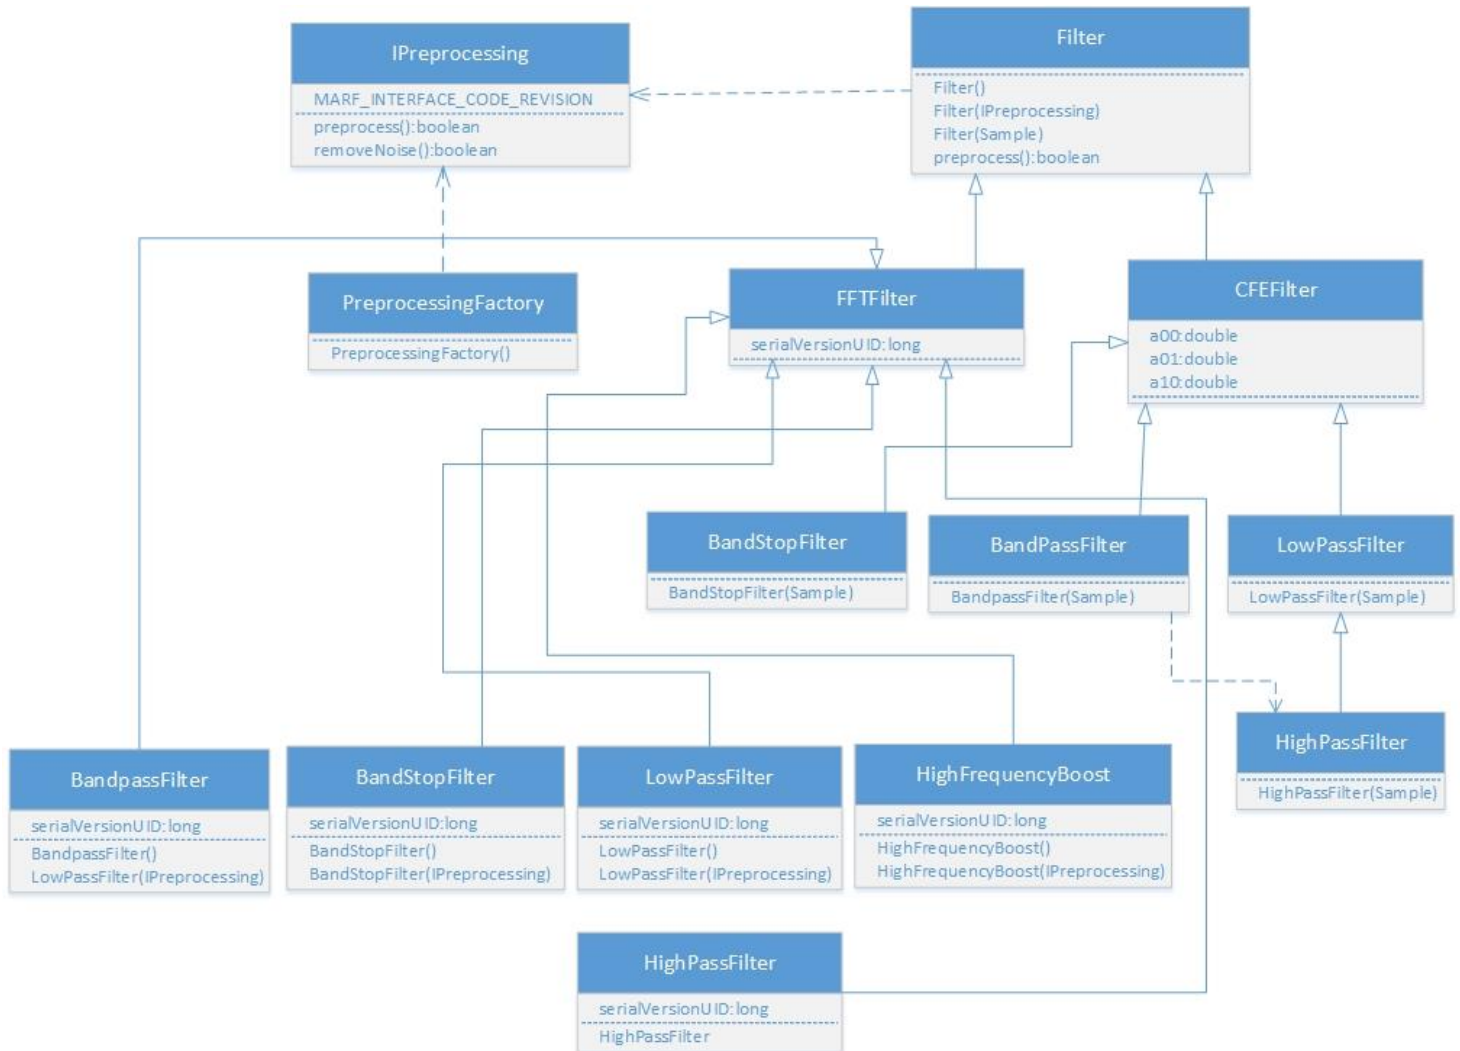 IPreprocessing
MARF_INTERFACE_CODE_REVISION
preprocess():boolean
removeNoise():boolean
Filter
Filter()
Filter(IPreprocessing)
Filter(Sample)
preprocess():boolean
PreprocessingFactory
PreprocessingFactory()
FFTFilter
serialVersionUID:long
CFEFilter
a00:double
a01:double
a10:double
BandStopFilter
BandStopFilter(Sample)
BandPassFilter
BandpassFilter(Sample)
LowPassFilter
LowPassFilter(Sample)
HighPassFilter
HighPassFilter(Sample)
BandpassFilter
serialVersionUID:long
BandpassFilter()
LowPassFilter(IPreprocessing)
BandStopFilter
serialVersionUID:long
BandStopFilter()
BandStopFilter(IPreprocessing)
LowPassFilter
serialVersionUID:long
LowPassFilter()
LowPassFilter(IPreprocessing)
HighFrequencyBoost
serialVersionUID:long
HighFrequencyBoost()
HighFrequencyBoost(IPreprocessing)
HighPassFilter
serialVersionUID:long
HighPassFilter